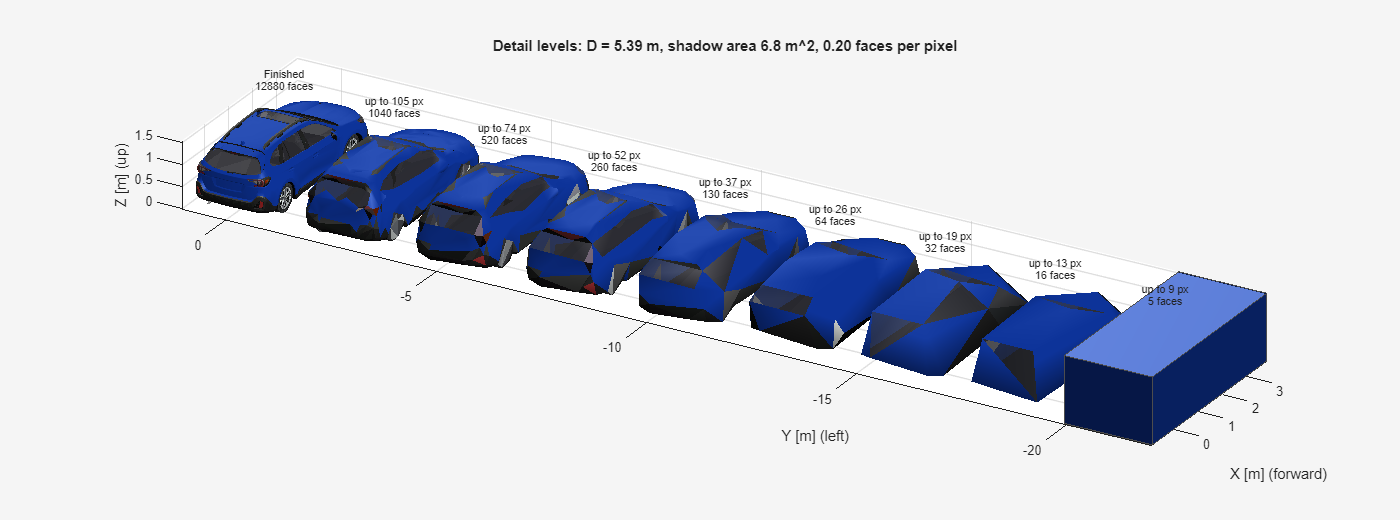 Detail levels: D = 5.39 m, shadow area 6.8 m^2, 0.20 faces per pixel
Finished
12880 faces
up to 105 px
1040 faces
up to 74 px
520 faces
up to 52 px
260 faces
up to 37 px
130 faces
up to 26 px
64 faces
up to 19 px
32 faces
up to 13 px
16 faces
up to 9 px
5 faces
1.5
1
0.5
0
Z [m] (up)
0
-5
-10
-15
-20
Y [m] (left)
3
2
1
0
X [m] (forward)